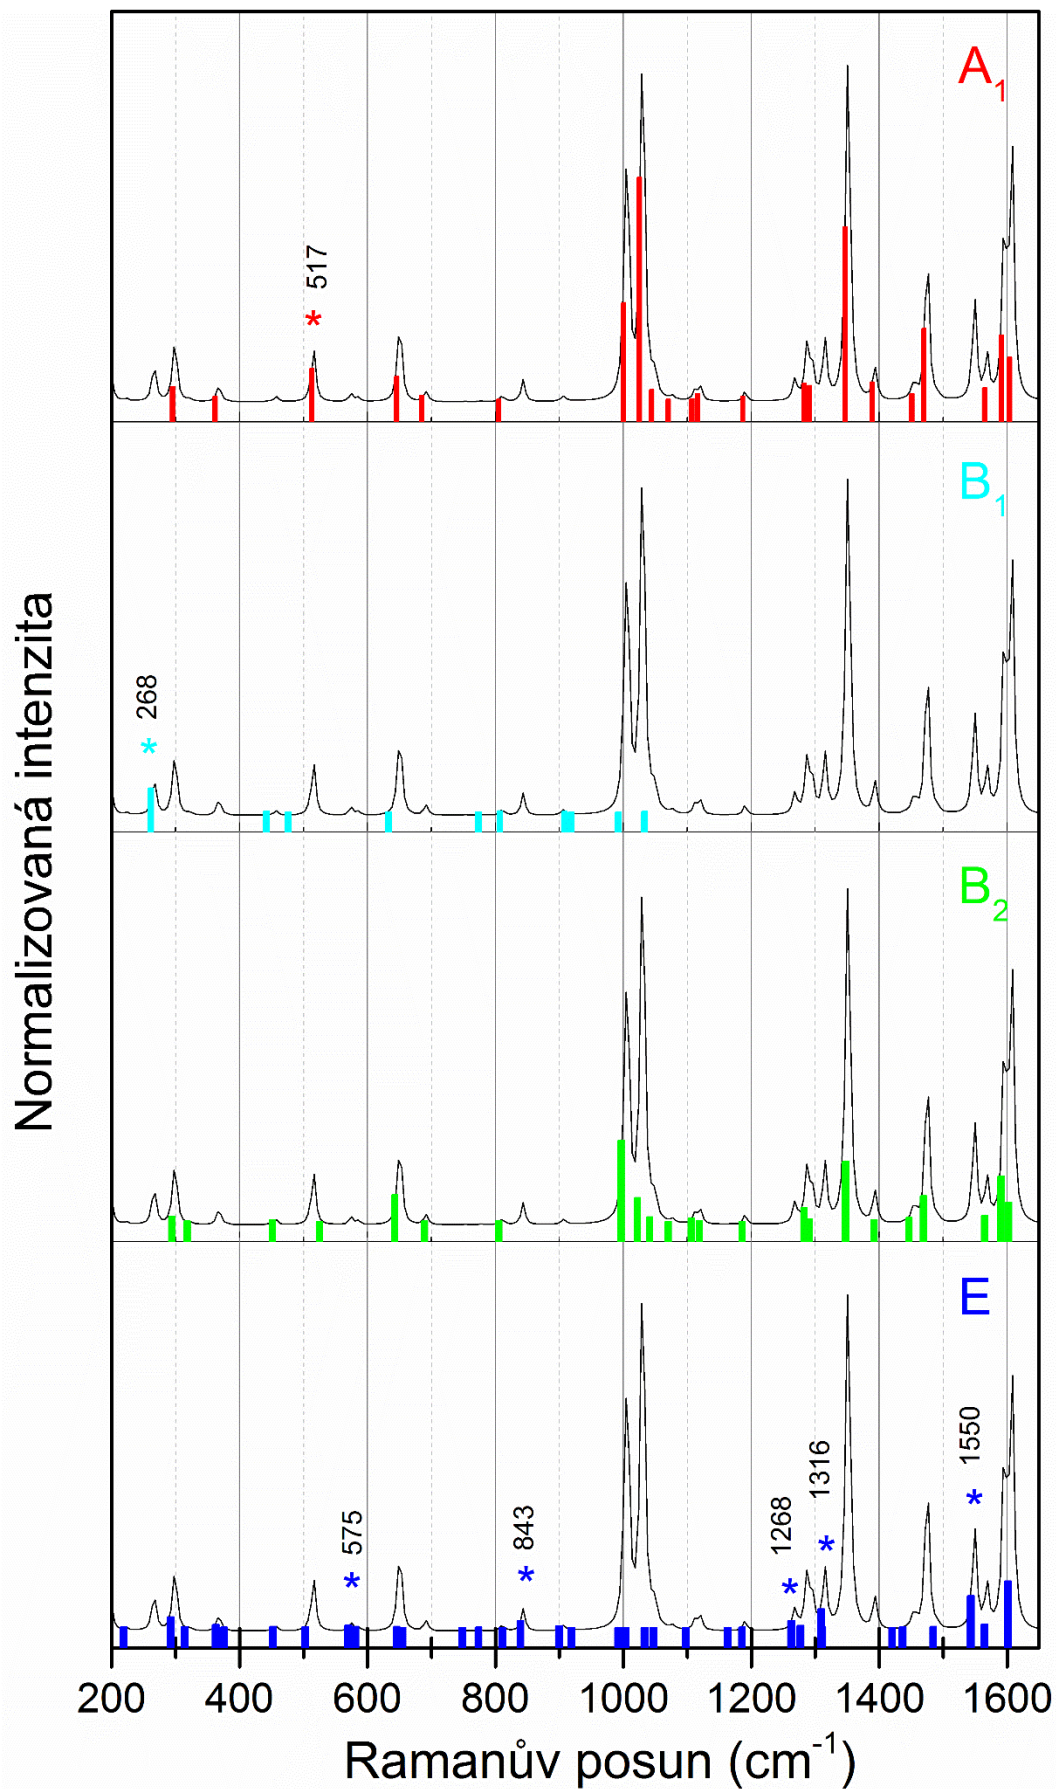 A₁
* 517
B₁
* 268
B₂
E
* 575
* 843
* 1268
* 1316
* 1550
Normalizovaná intenzita
200 400 600 800 1000 1200 1400 1600
Ramanův posun (cm⁻¹)